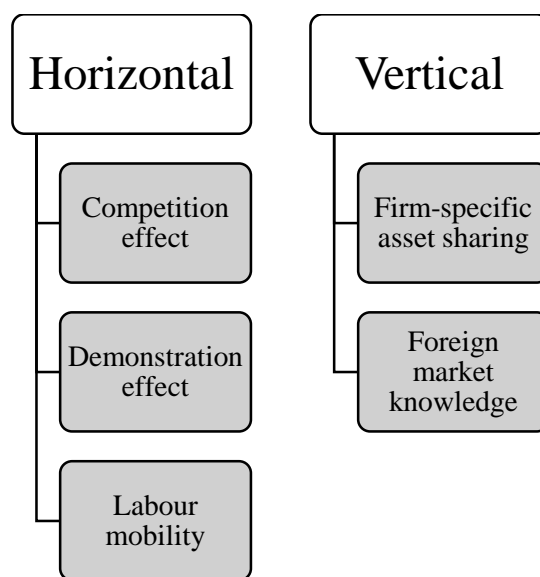 Horizontal
Competition
effect
Demonstration
effect
Labour
mobility
Vertical
Firm-specific
asset sharing
Foreign
market
knowledge